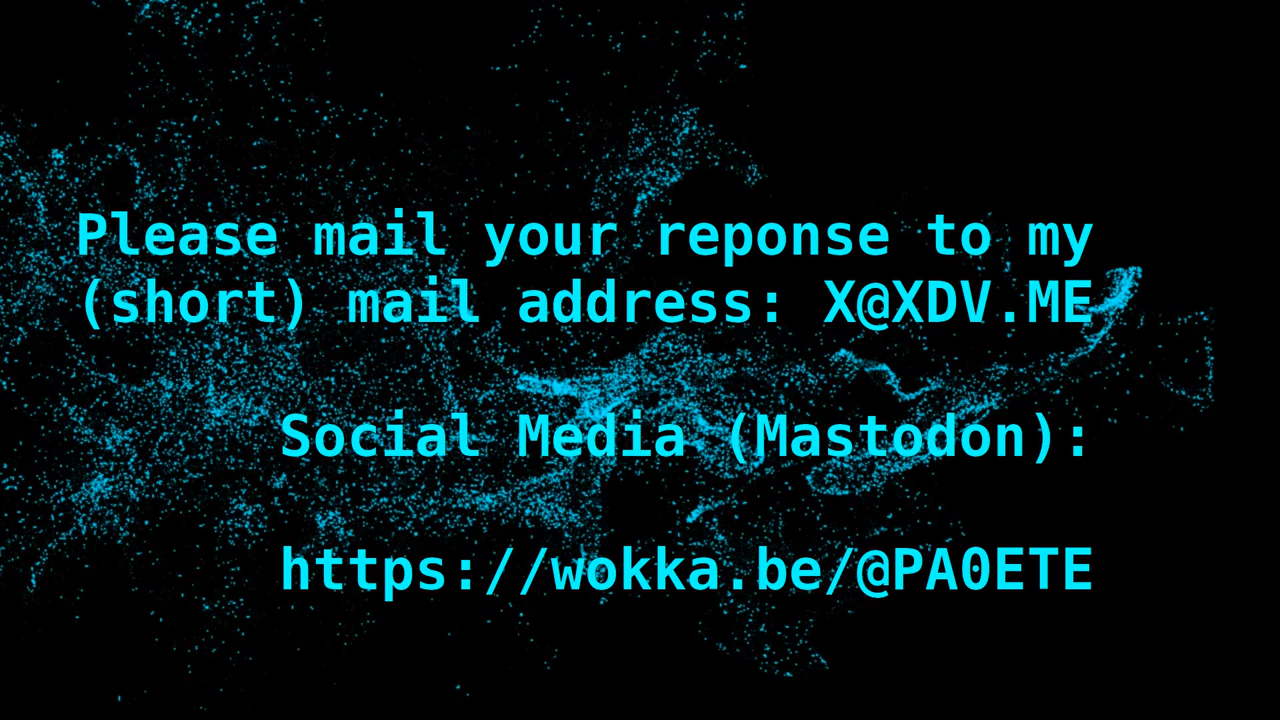 Please mail your reponse to my
(short) mail address: X@XDV.ME
Social Media (Mastodon):
https://wokka.be/@PA0ETE